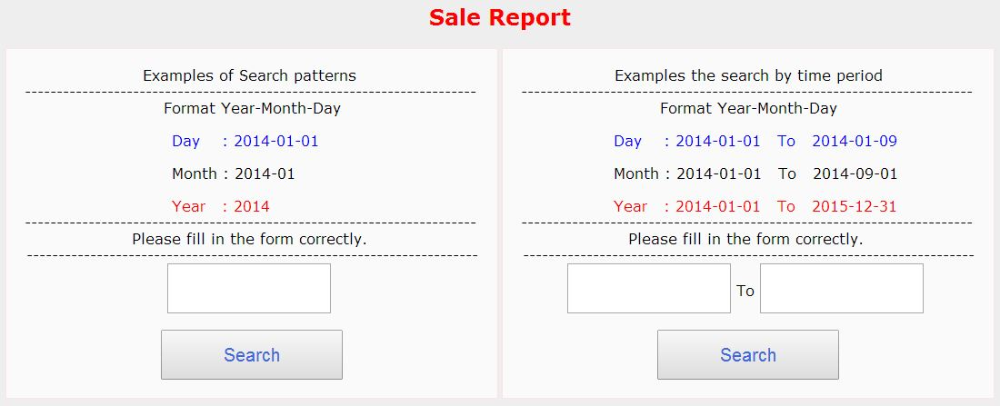 Sale Report
Examples of Search patterns
Format Year-Month-Day
Day : 2014-01-01
Month : 2014-01
Year : 2014
Please fill in the form correctly.
Search
Examples the search by time period
Format Year-Month-Day
Day : 2014-01-01 To 2014-01-09
Month : 2014-01-01 To 2014-09-01
Year : 2014-01-01 To 2015-12-31
Please fill in the form correctly.
To
Search